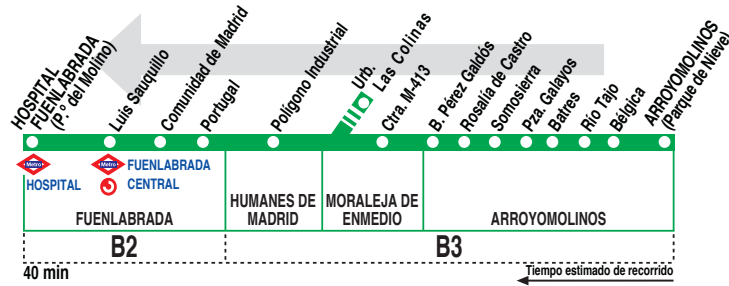 HOSPITAL
FUENLABRADA
(P.º del Molino)
Luis Sauquillo
Comunidad de Madrid
Portugal
Polígono Industrial
Urb.
Las Colinas
Ctra. M-413
B. Pérez Galdós
Rosalía de Castro
Somosierra
Pza. Galayos
Batres
Río Tajo
Bélgica
ARROYOMOLINOS
(Parque de Nieve)
Metro
HOSPITAL
Metro
FUENLABRADA
CENTRAL
FUENLABRADA
HUMANES DE
MADRID
MORALEJA DE
ENMEDIO
ARROYOMOLINOS
B2
B3
40 min
Tiempo estimado de recorrido